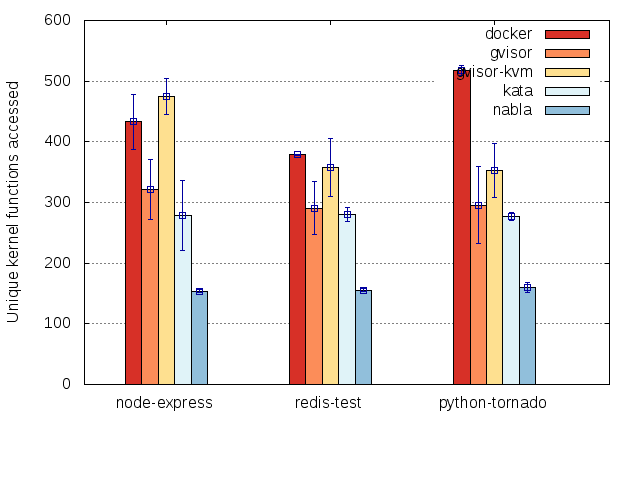 600
500
400
300
200
100
0
Unique kernel functions accessed
docker
gvisor
gvisor-kvm
kata
nabla
node-express
redis-test
python-tornado